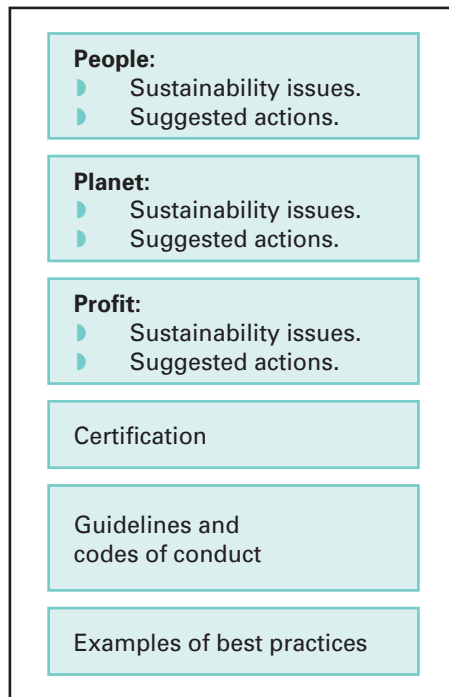 People:
Sustainability issues.
Suggested actions.
Planet:
Sustainability issues.
Suggested actions.
Profit:
Sustainability issues.
Suggested actions.
Certification
Guidelines and
codes of conduct
Examples of best practices